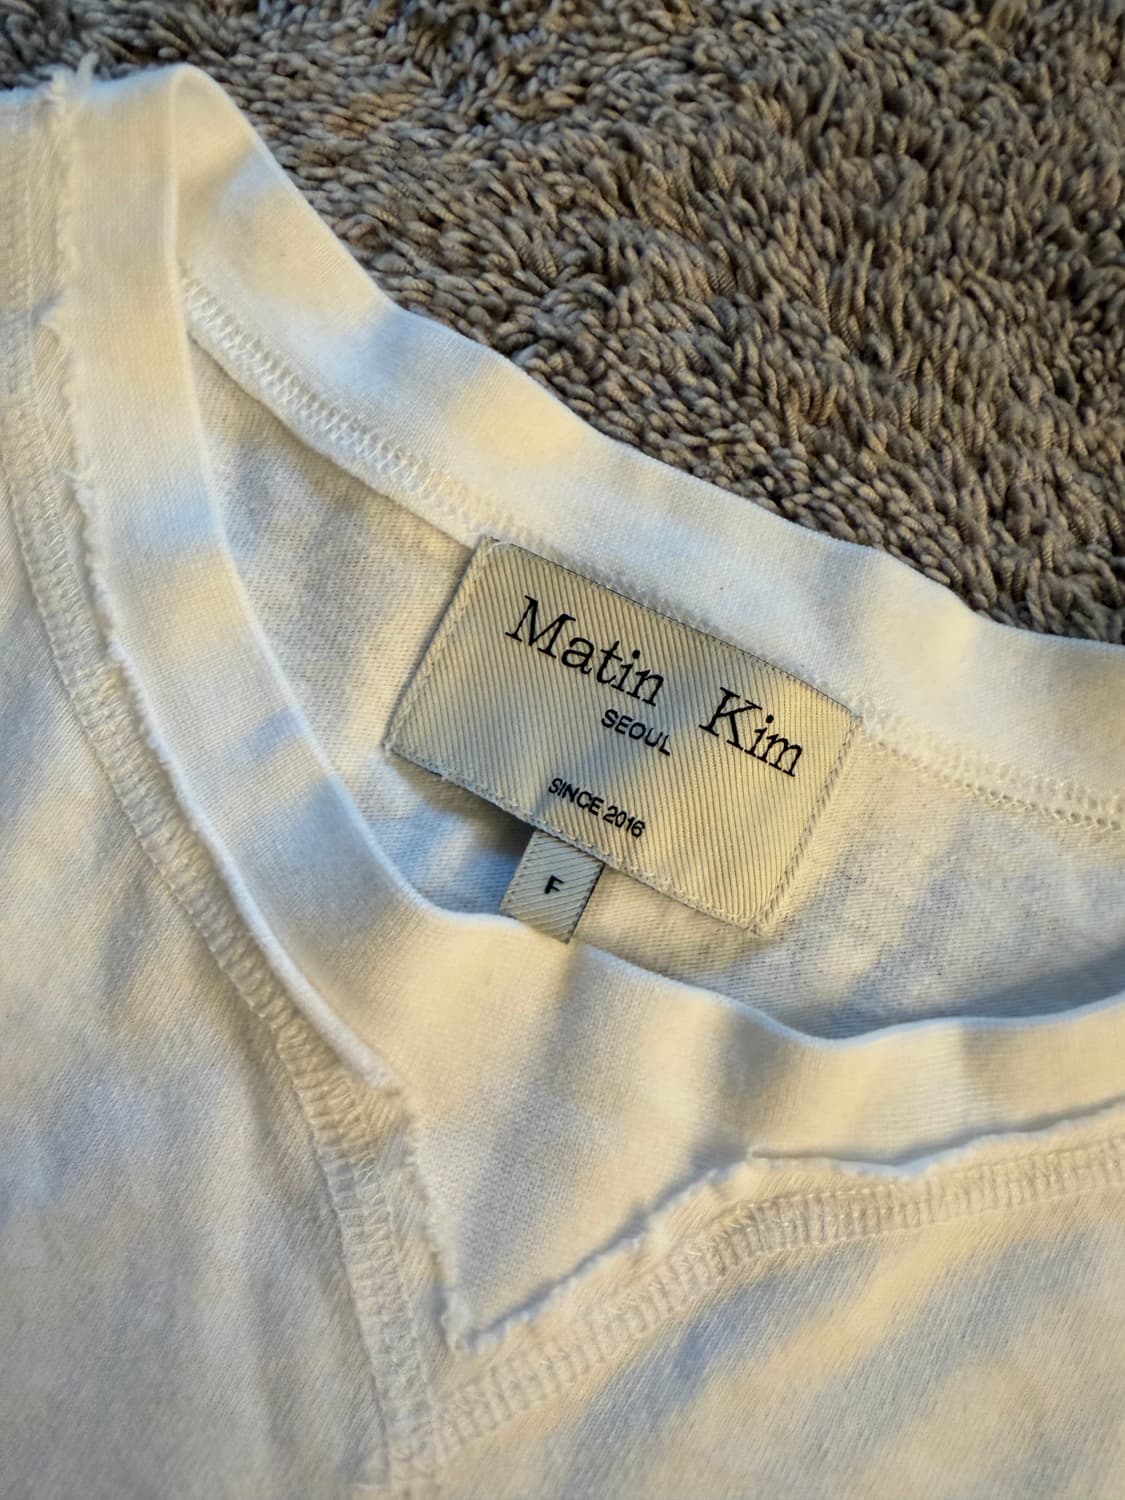 Matin Kim
SEOUL
SINCE 2016
F